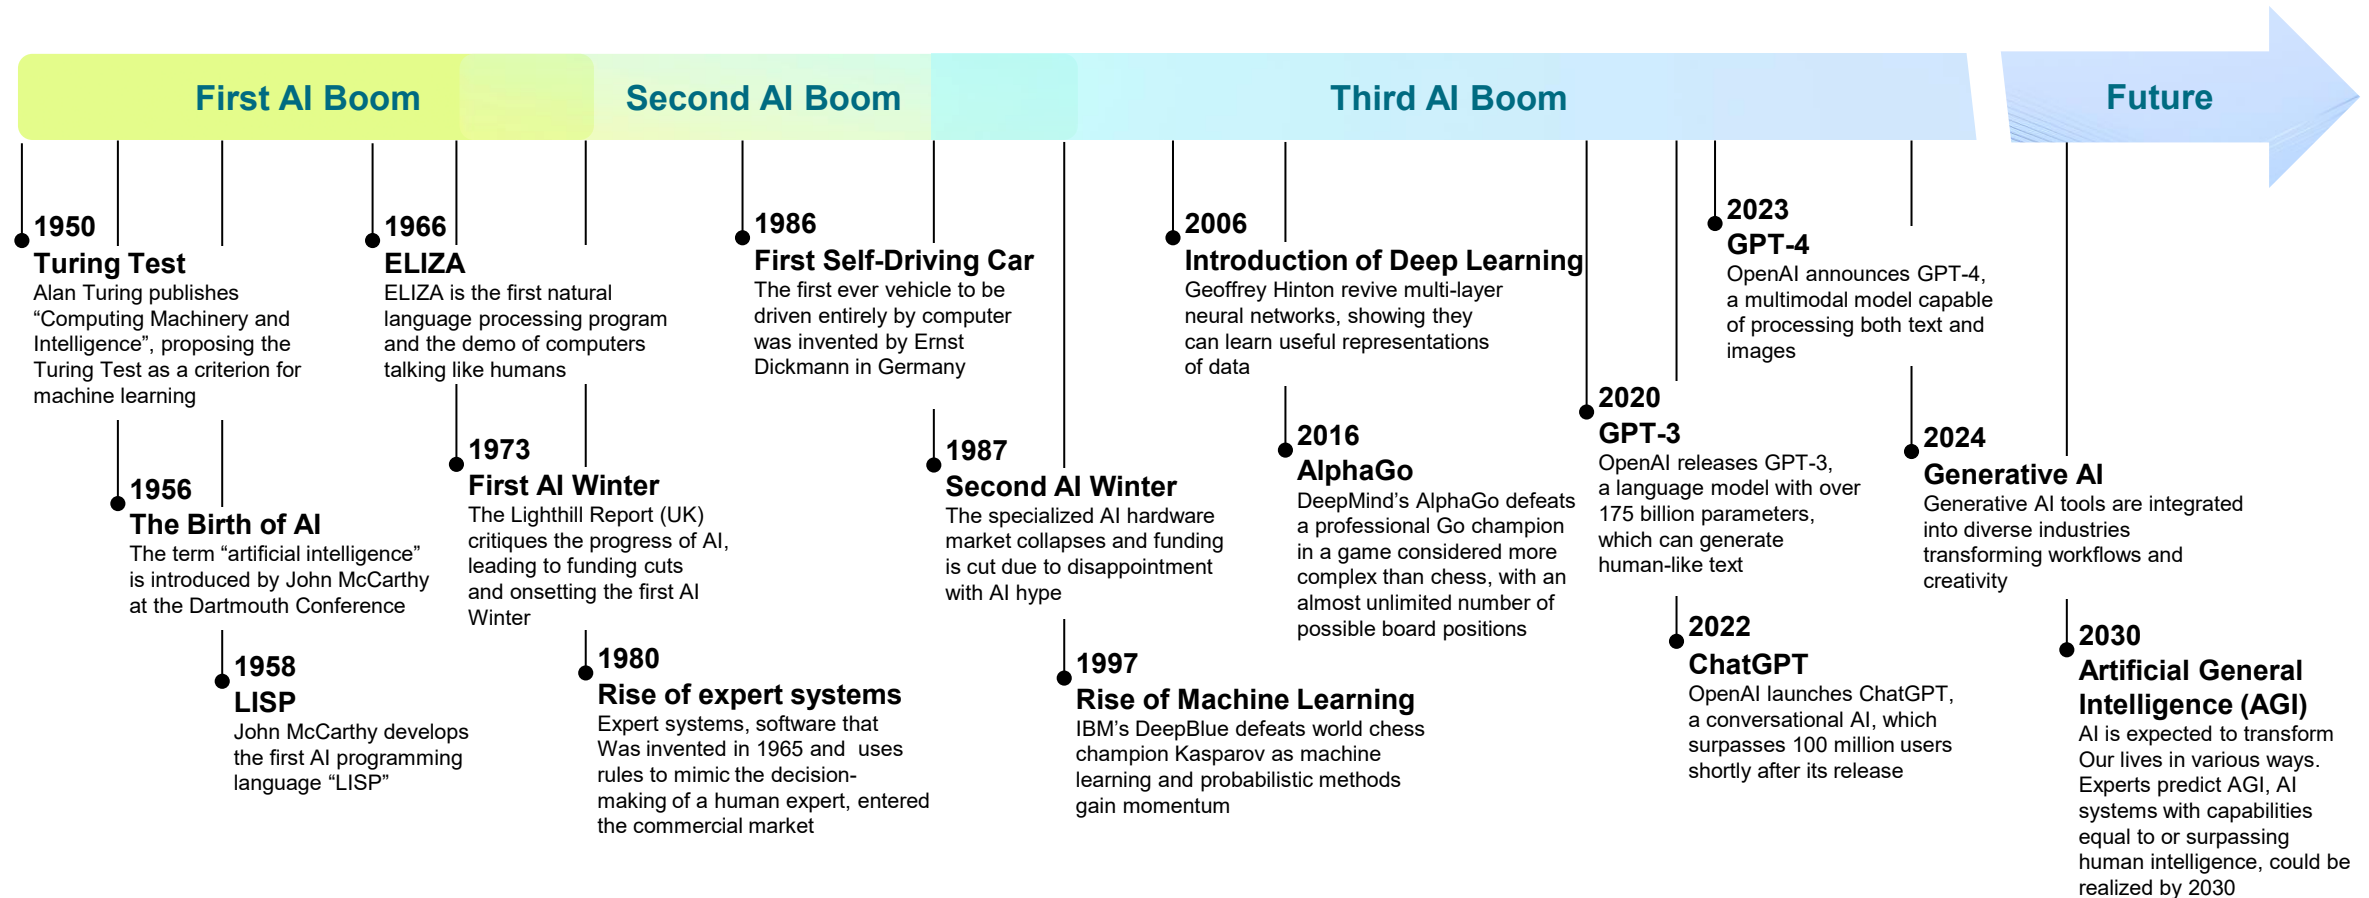 First AI Boom
Second AI Boom
Third AI Boom
Future
1950
Turing Test
Alan Turing publishes
“Computing Machinery and
Intelligence”, proposing the
Turing Test as a criterion for
machine learning
1956
The Birth of AI
The term “artificial intelligence”
is introduced by John McCarthy
at the Dartmouth Conference
1958
LISP
John McCarthy develops
the first AI programming
language “LISP”
1966
ELIZA
ELIZA is the first natural
language processing program
and the demo of computers
talking like humans
1973
First AI Winter
The Lighthill Report (UK)
critiques the progress of AI,
leading to funding cuts
and onsetting the first AI
Winter
1980
Rise of expert systems
Expert systems, software that
Was invented in 1965 and  uses
rules to mimic the decision-
making of a human expert, entered
the commercial market
1986
First Self-Driving Car
The first ever vehicle to be
driven entirely by computer
was invented by Ernst
Dickmann in Germany
1987
Second AI Winter
The specialized AI hardware
market collapses and funding
is cut due to disappointment
with AI hype
1997
Rise of Machine Learning
IBM’s DeepBlue defeats world chess
champion Kasparov as machine
learning and probabilistic methods
gain momentum
2006
Introduction of Deep Learning
Geoffrey Hinton revive multi-layer
neural networks, showing they
can learn useful representations
of data
2016
AlphaGo
DeepMind’s AlphaGo defeats
a professional Go champion
in a game considered more
complex than chess, with an
almost unlimited number of
possible board positions
2020
GPT-3
OpenAI releases GPT-3,
a language model with over
175 billion parameters,
which can generate
human-like text
2022
ChatGPT
OpenAI launches ChatGPT,
a conversational AI, which
surpasses 100 million users
shortly after its release
2023
GPT-4
OpenAI announces GPT-4,
a multimodal model capable
of processing both text and
images
2024
Generative AI
Generative AI tools are integrated
into diverse industries
transforming workflows and
creativity
2030
Artificial General
Intelligence (AGI)
AI is expected to transform
Our lives in various ways.
Experts predict AGI, AI
systems with capabilities
equal to or surpassing
human intelligence, could be
realized by 2030